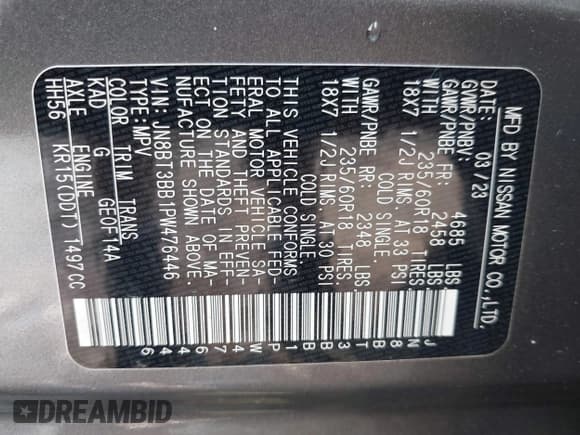 MFD BY NISSAN MOTOR CO.,LTD.
DATE: 03/23
GVWR/PNBV: 4685 LBS.
GAWR/PNBE FR: 2458 LBS.
WITH 235/60R18 TIRES.
18X7 1/2J RIMS AT 33 PSI
COLD SINGLE.
GAWR/PNBE RR: 2348 LBS.
WITH 235/60R18 TIRES.
18X7 1/2J RIMS AT 30 PSI
COLD SINGLE.
THIS VEHICLE CONFORMS
TO ALL APPLICABLE FED-
ERAL MOTOR VEHICLE SA-
FETY AND THEFT PREVEN-
TION STANDARDS IN EFF-
ECT ON THE DATE OF MA-
NUFACTURE SHOWN ABOVE.
VIN: JN8BT3BB1PW476446
TYPE: MPV
COLOR TRIM TRANS
KAD G GE0F14A
AXLE ENGINE
HH56 KR15(DDT) 1497CC
JN8BT3BB1PW476446
DREAMBID